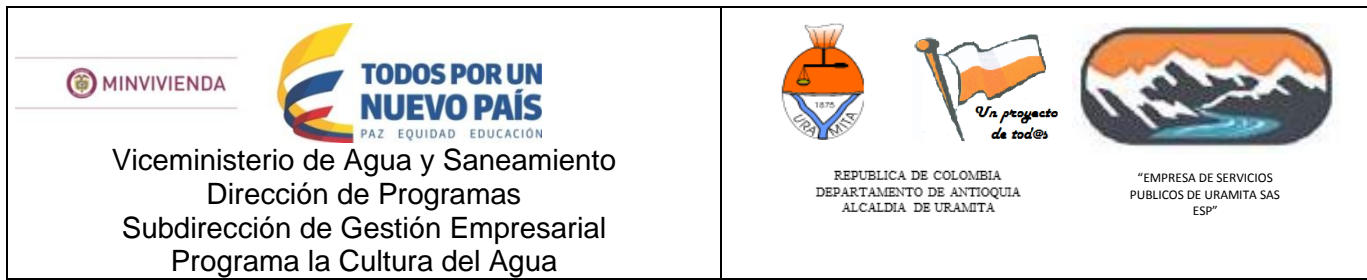 MINVIVIENDA
TODOS POR UN
NUEVO PAÍS
PAZ EQUIDAD EDUCACIÓN
Viceministerio de Agua y Saneamiento
Dirección de Programas
Subdirección de Gestión Empresarial
Programa la Cultura del Agua
1875
URAMITA
Un proyecto
de tod@s
REPUBLICA DE COLOMBIA
DEPARTAMENTO DE ANTIOQUIA
ALCALDIA DE URAMITA
“EMPRESA DE SERVICIOS
PUBLICOS DE URAMITA SAS
ESP”